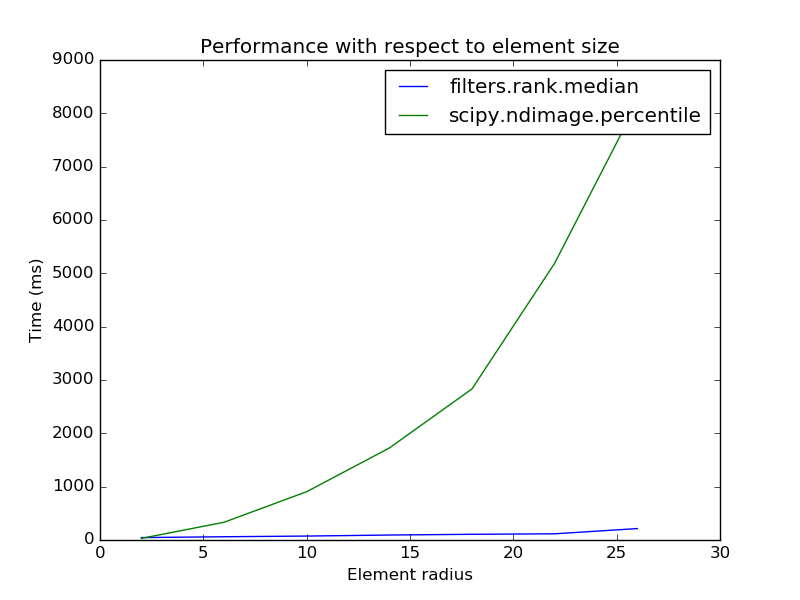 Performance with respect to element size
filters.rank.median
scipy.ndimage.percentile
9000
8000
7000
6000
5000
4000
3000
2000
1000
0
Time (ms)
0 5 10 15 20 25 30
Element radius